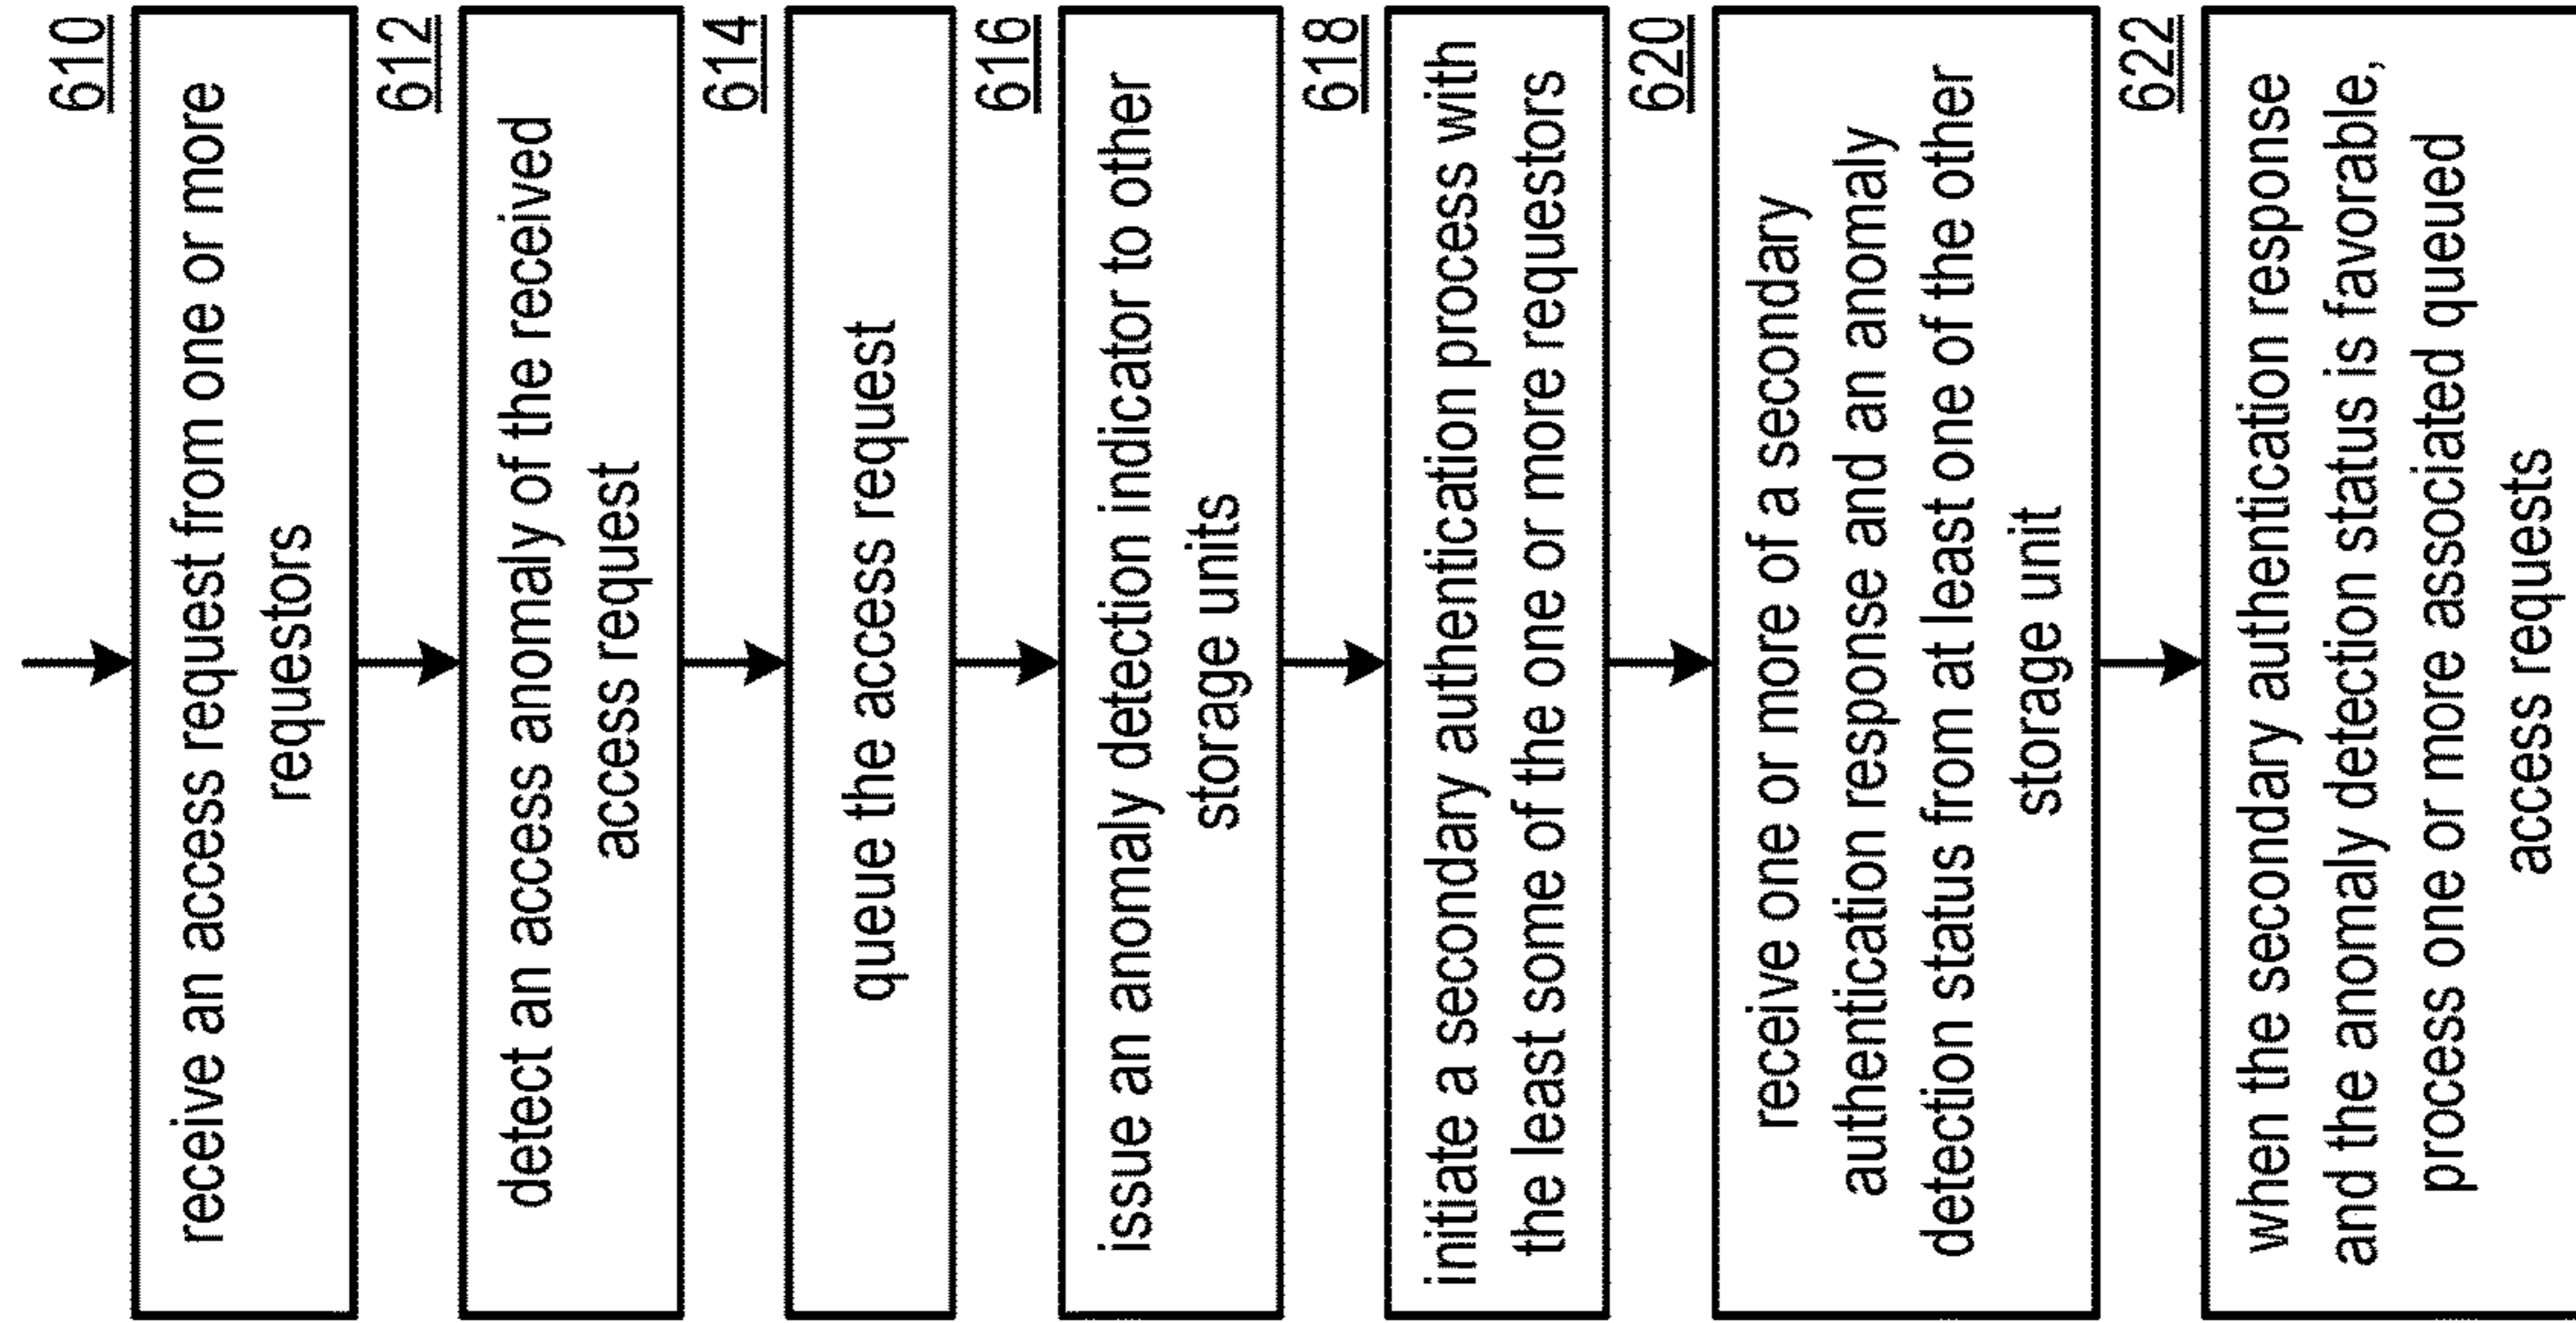 610
receive an access request from one or more
requestors
612
detect an access anomaly of the received
access request
614
queue the access request
616
issue an anomaly detection indicator to other
storage units
618
initiate a secondary authentication process with
the least some of the one or more requestors
620
receive one or more of a secondary
authentication response and an anomaly
detection status from at least one of the other
storage unit
622
when the secondary authentication response
and the anomaly detection status is favorable,
process one or more associated queued
access requests